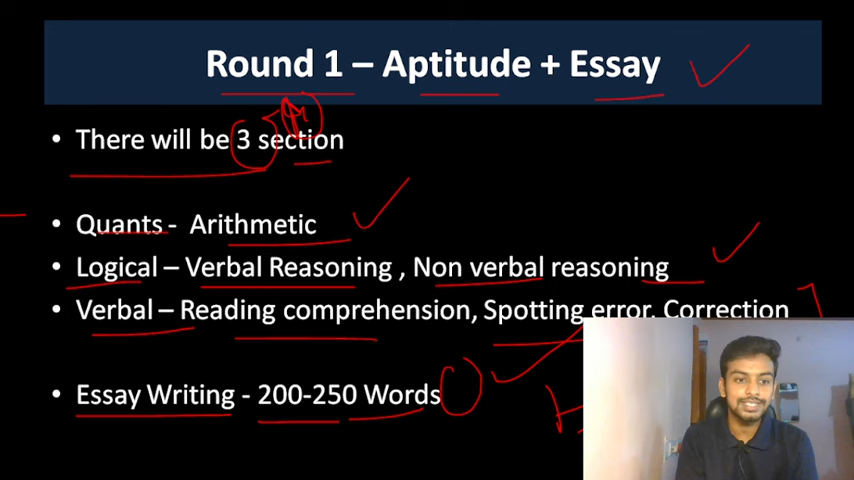 Round 1 – Aptitude + Essay
• There will be 3 section
• Quants - Arithmetic
• Logical – Verbal Reasoning , Non verbal reasoning
• Verbal – Reading comprehension, Spotting error, Correction
• Essay Writing - 200-250 Words